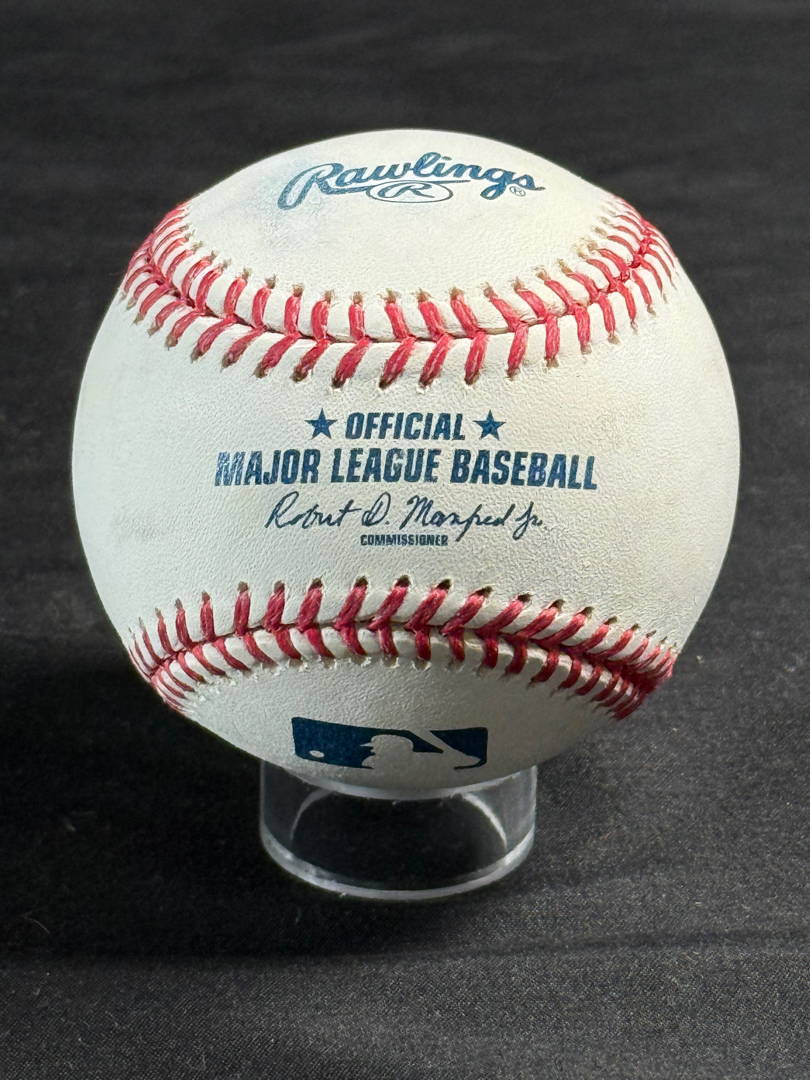 Rawlings®
R
★ OFFICIAL ★
MAJOR LEAGUE BASEBALL
Robert D. Manfred Jr.
COMMISSIONER